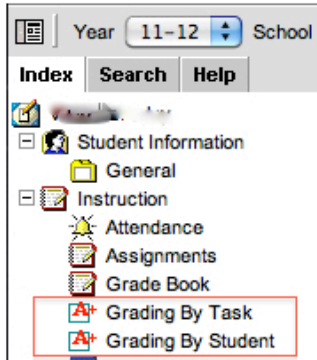 Year 11-12 School
Index Search Help
Student Information
General
Instruction
Attendance
Assignments
Grade Book
A+ Grading By Task
A+ Grading By Student